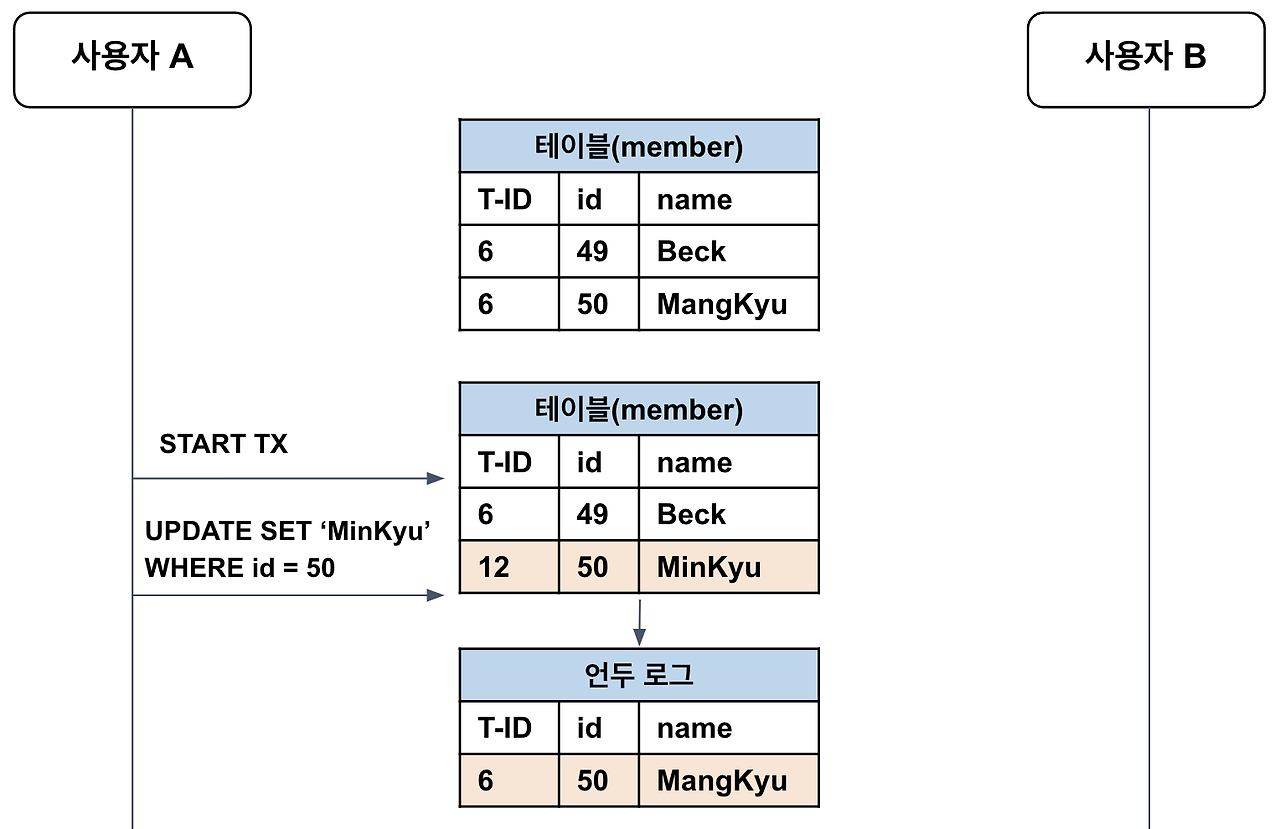 사용자 A
사용자 B
테이블(member)
T-ID id name
6 49 Beck
6 50 MangKyu
START TX
UPDATE SET ‘MinKyu’
WHERE id = 50
테이블(member)
T-ID id name
6 49 Beck
12 50 MinKyu
언두 로그
T-ID id name
6 50 MangKyu